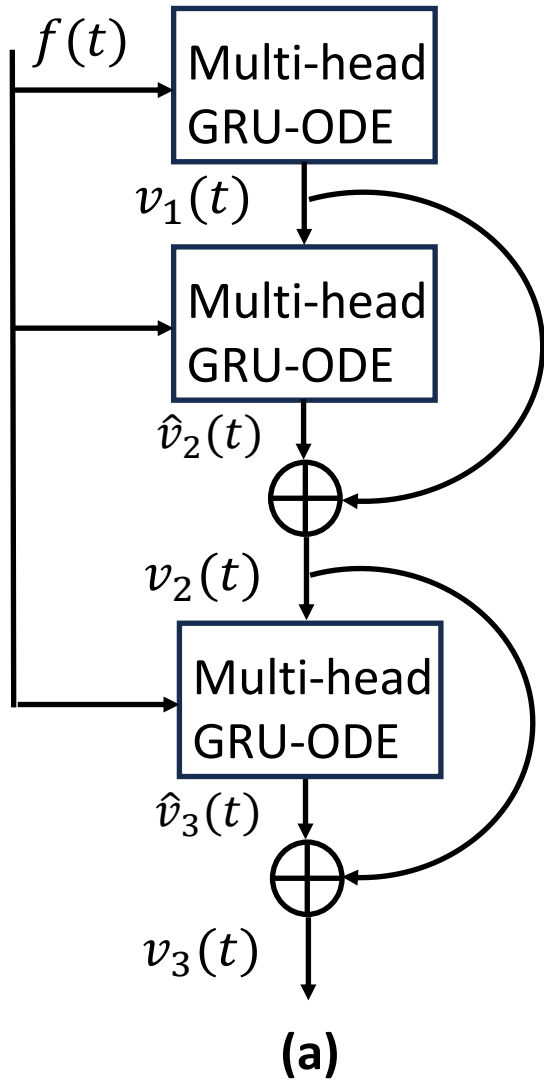 f(t)
Multi-head
GRU-ODE
v₁(t)
Multi-head
GRU-ODE
v̂₂(t)
v₂(t)
Multi-head
GRU-ODE
v̂₃(t)
v₃(t)
(a)